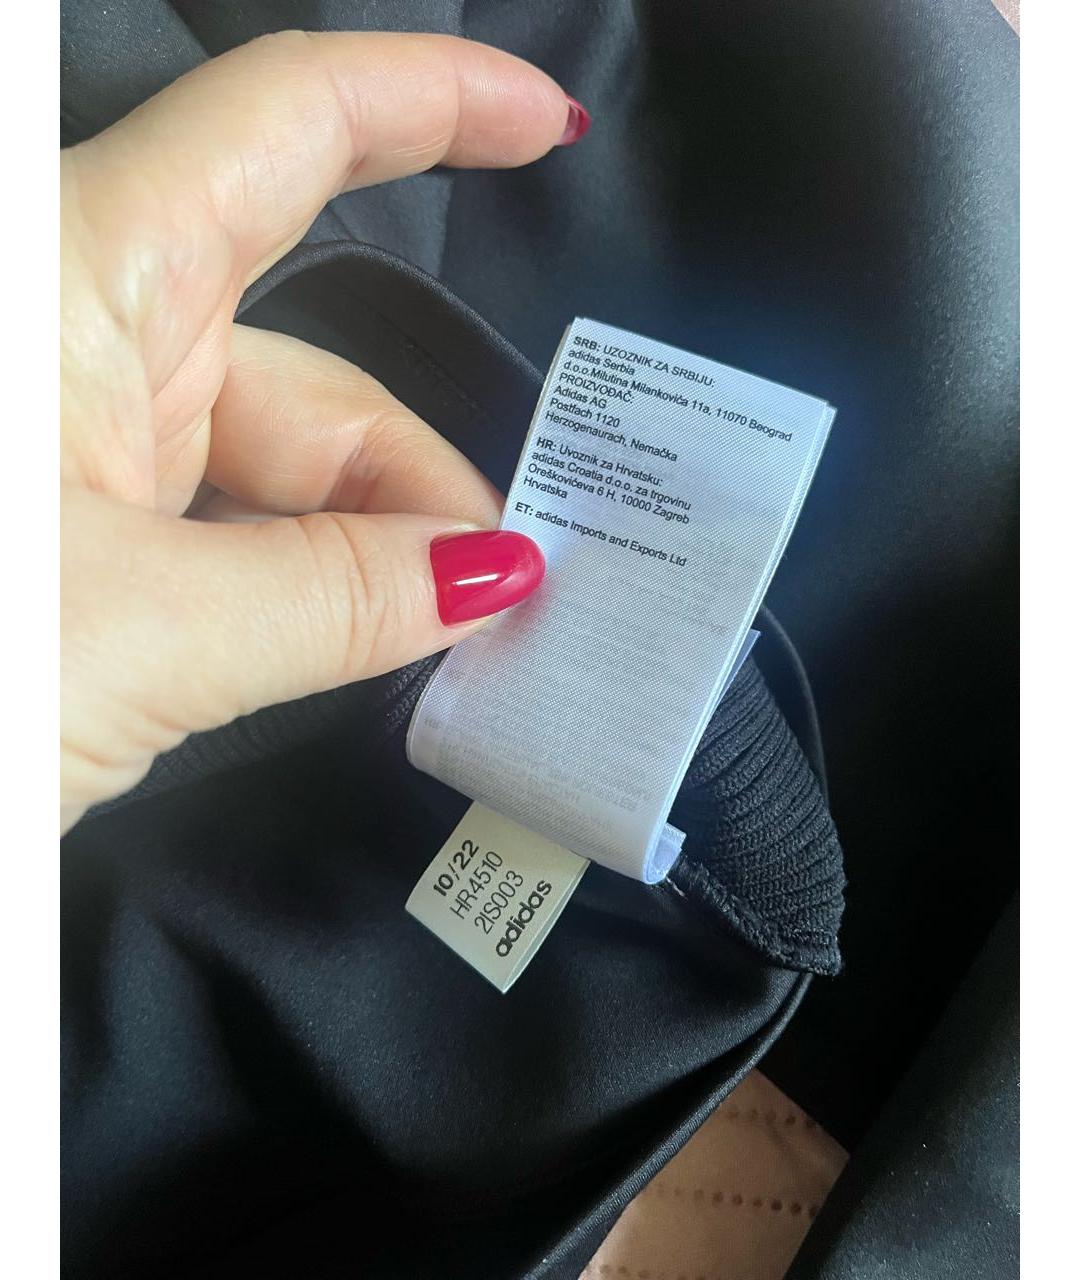 SRB: UZOZNIK ZA SRBIJU:
adidas Serbia
d.o.o.Milutina Milankovića 11a, 11070 Beograd
PROIZVOĐAČ:
Adidas AG
Postfach 1120
Herzogenaurach, Nemačka
HR: Uvoznik za Hrvatsku:
adidas Croatia d.o.o. za trgovinu
Oreškovićeva 6 H, 10000 Zagreb
Hrvatska
ET: adidas Imports and Exports Ltd
10/22
HR4510
2IS003
adidas